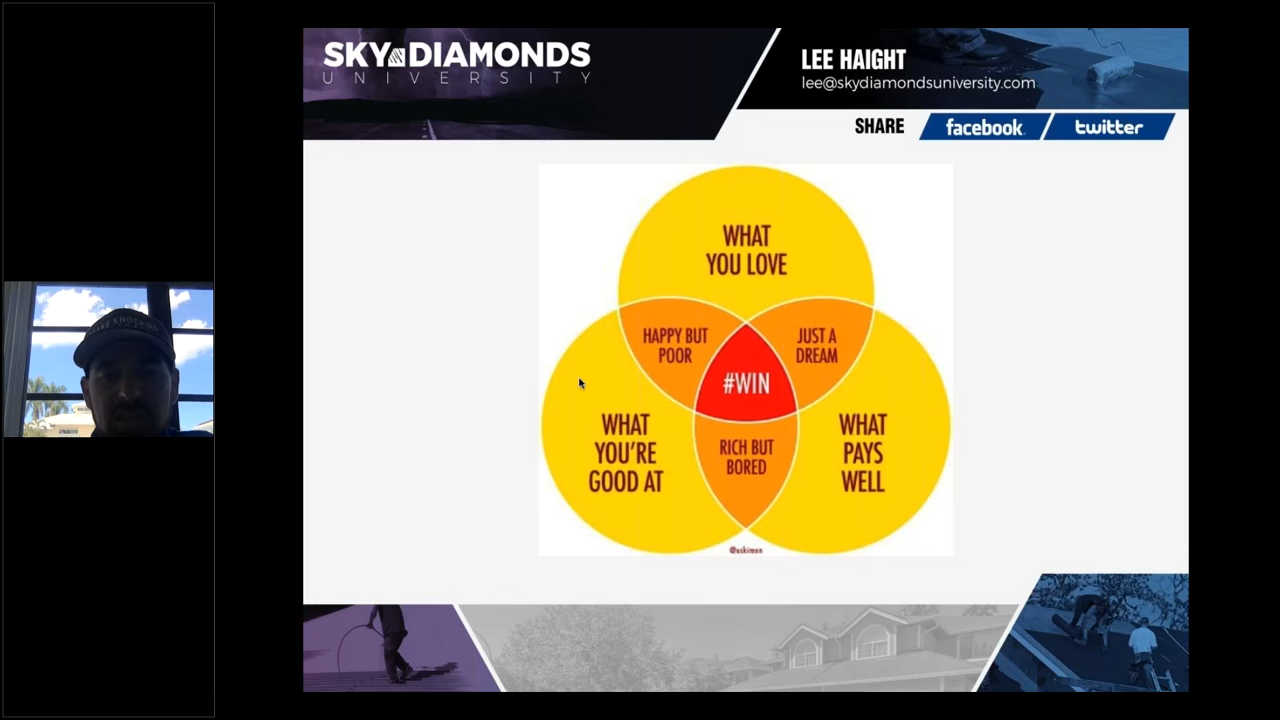 SKY DIAMONDS
UNIVERSITY
LEE HAIGHT
lee@skydiamondsuniversity.com
SHARE
facebook
twitter
WHAT
YOU LOVE
HAPPY BUT
POOR
JUST A
DREAM
#WIN
WHAT
YOU'RE
GOOD AT
RICH BUT
BORED
WHAT
PAYS
WELL